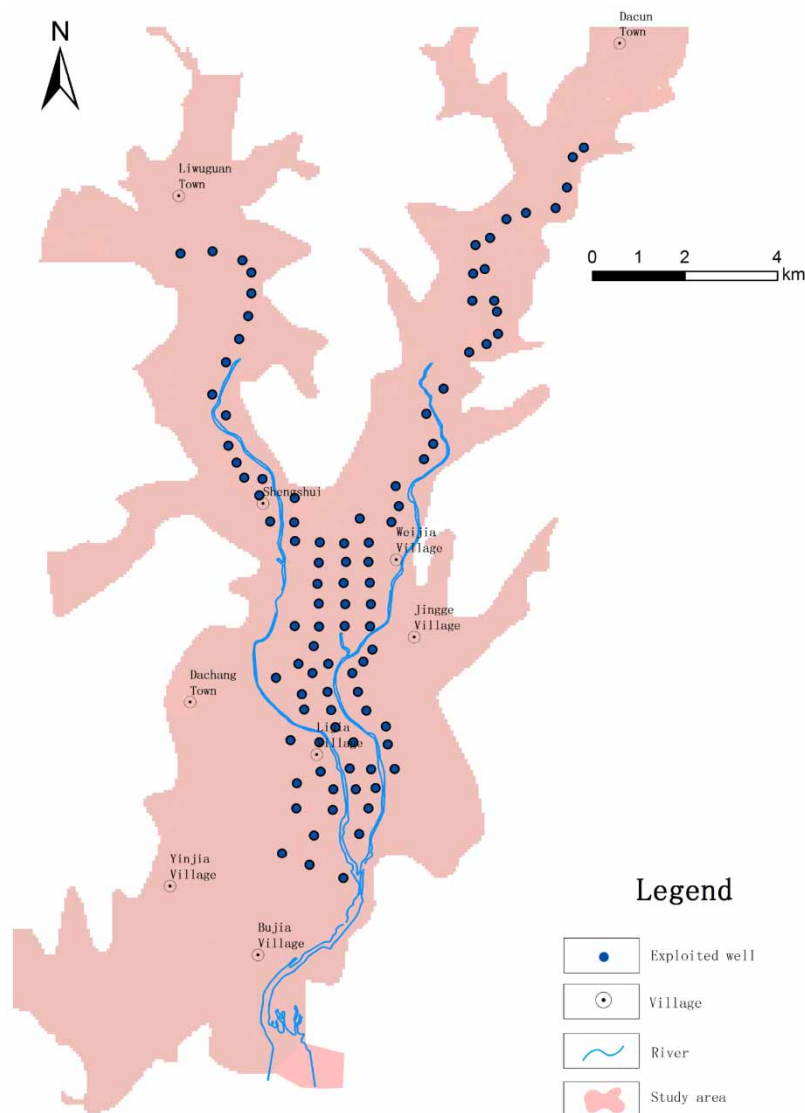 Dacun
Town
N
Liwuguan
Town
0 2 4
km
Shengshui
Weijia
Village
Jingge
Village
Dachang
Town
Lijia
Village
Yinjia
Village
Bujia
Village
Legend
Exploited well
Village
River
Study area